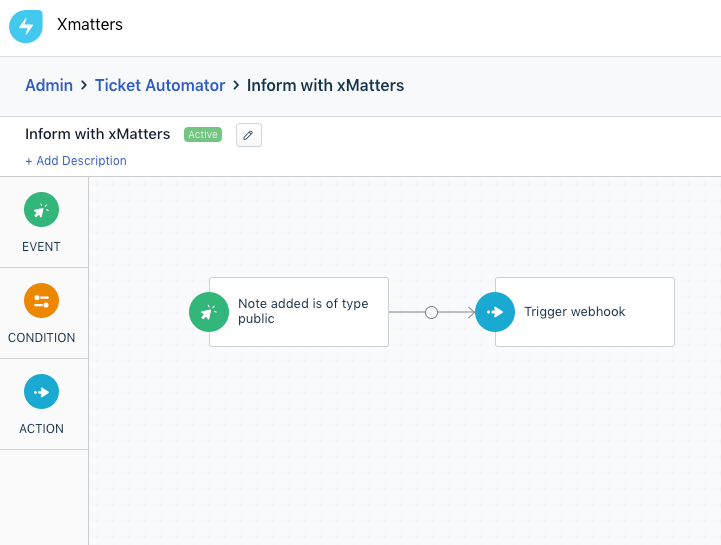 Xmatters
Admin > Ticket Automator > Inform with xMatters
Inform with xMatters Active
+ Add Description
EVENT
CONDITION
ACTION
Note added is of type
public
Trigger webhook